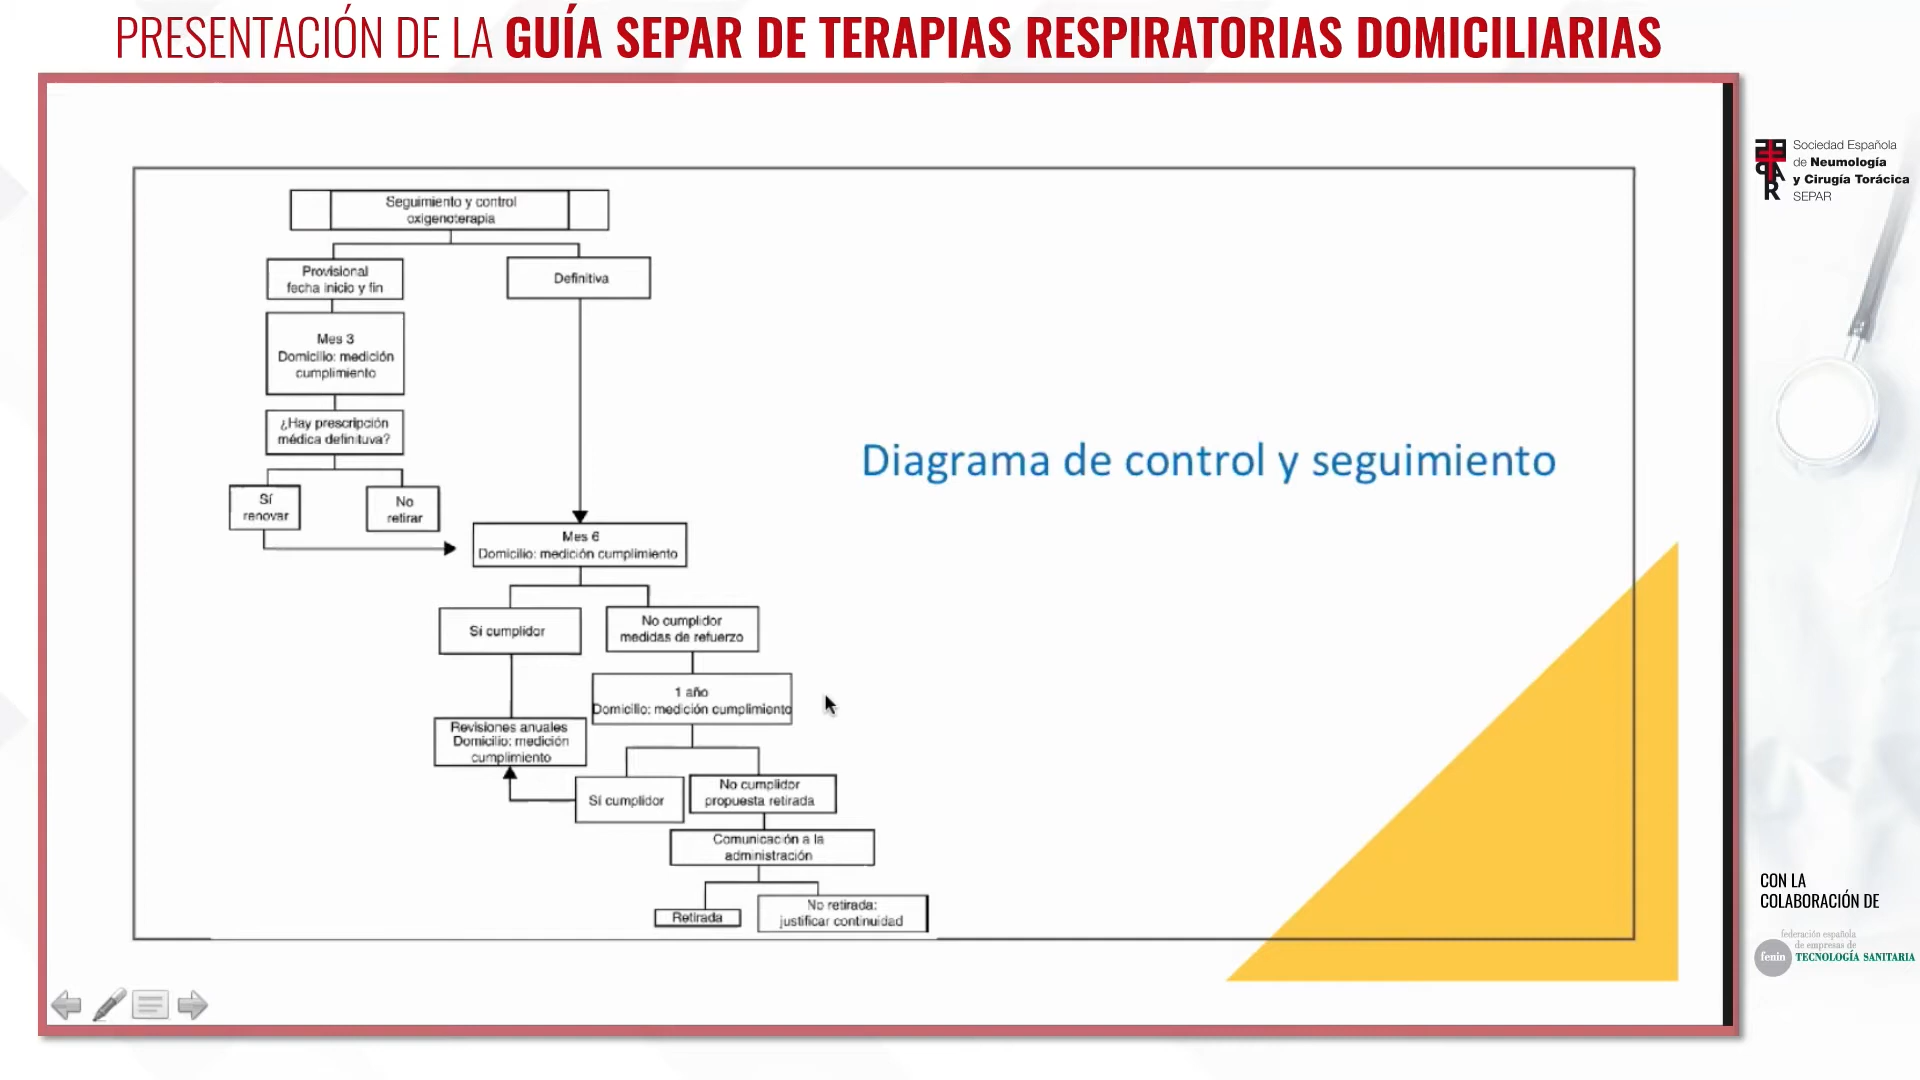 PRESENTACIÓN DE LA GUÍA SEPAR DE TERAPIAS RESPIRATORIAS DOMICILIARIAS
Sociedad Española
de Neumología
y Cirugía Torácica
SEPAR
Seguimiento y control
oxigenoterapia
Provisional
fecha inicio y fin
Definitiva
Mes 3
Domicilio: medición
cumplimiento
¿Hay prescripción
médica definituva?
Sí
renovar
No
retirar
Mes 6
Domicilio: medición cumplimiento
Sí cumplidor
No cumplidor
medidas de refuerzo
1 año
Domicilio: medición cumplimiento
Revisiones anuales
Domicilio: medición
cumplimiento
Sí cumplidor
No cumplidor
propuesta retirada
Comunicación a la
administración
Retirada
No retirada:
justificar continuidad
Diagrama de control y seguimiento
CON LA
COLABORACIÓN DE
fenin
federación española
de empresas de
TECNOLOGÍA SANITARIA